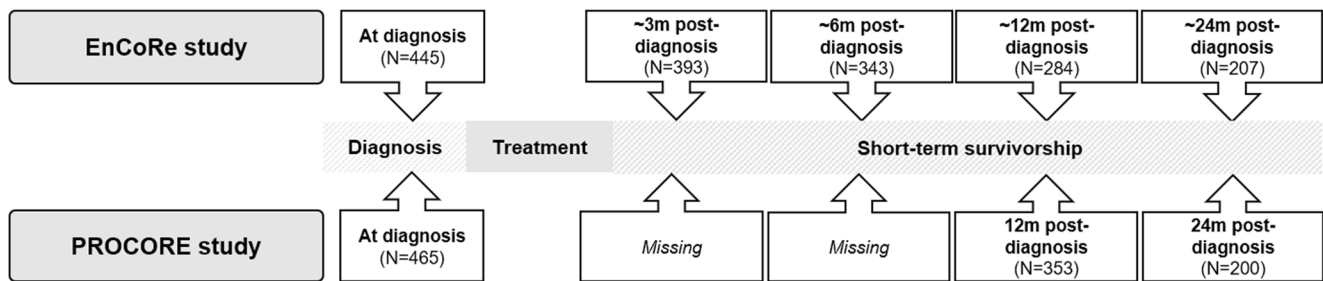 EnCoRe study
At diagnosis
(N=445)
~3m post-
diagnosis
(N=393)
~6m post-
diagnosis
(N=343)
~12m post-
diagnosis
(N=284)
~24m post-
diagnosis
(N=207)
Diagnosis
Treatment
Short-term survivorship
PROCORE study
At diagnosis
(N=465)
Missing
Missing
12m post-
diagnosis
(N=353)
24m post-
diagnosis
(N=200)